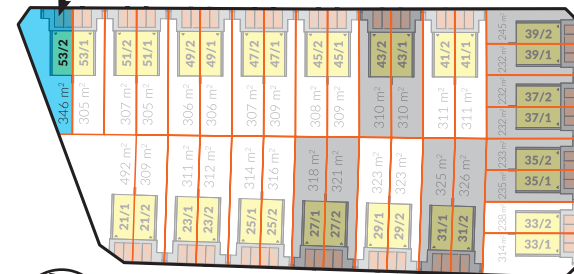 53/2 53/1 51/2 51/1 49/2 49/1 47/2 47/1 45/2 45/1 43/2 43/1 41/2 41/1
346 m² 305 m² 307 m² 305 m² 306 m² 306 m² 307 m² 309 m² 308 m² 309 m² 310 m² 310 m² 311 m² 311 m²
492 m² 309 m² 311 m² 312 m² 314 m² 316 m² 318 m² 321 m² 323 m² 323 m² 325 m² 326 m²
21/1 21/2 23/1 23/2 25/1 25/2 27/1 27/2 29/1 29/2 31/1 31/2
245 m² 39/2
232 m² 39/1
232 m² 37/2
232 m² 37/1
233 m² 35/2
235 m² 35/1
238 m² 33/2
314 m² 33/1